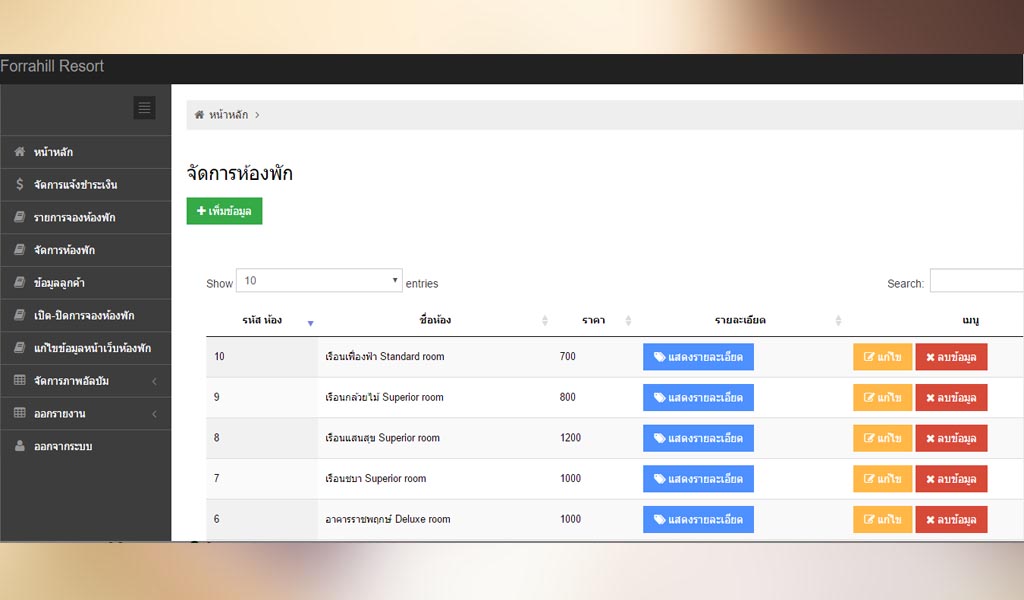 Forrahill Resort
หน้าหลัก
หน้าหลัก
จัดการแจ้งชำระเงิน
รายการจองห้องพัก
จัดการห้องพัก
ข้อมูลลูกค้า
เปิด-ปิดการจองห้องพัก
แก้ไขข้อมูลหน้าเว็บห้องพัก
จัดการภาพอัลบัม
ออกรายงาน
ออกจากระบบ
จัดการห้องพัก
เพิ่มข้อมูล
Show 10 entries Search:
รหัส ห้อง ชื่อห้อง ราคา รายละเอียด เมนู
10 เรือนเฟื่องฟ้า Standard room 700 แสดงรายละเอียด แก้ไข ลบข้อมูล
9 เรือนกล้วยไม้ Superior room 800 แสดงรายละเอียด แก้ไข ลบข้อมูล
8 เรือนแสนสุข Superior room 1200 แสดงรายละเอียด แก้ไข ลบข้อมูล
7 เรือนชบา Superior room 1000 แสดงรายละเอียด แก้ไข ลบข้อมูล
6 อาคารราชพฤกษ์ Deluxe room 1000 แสดงรายละเอียด แก้ไข ลบข้อมูล